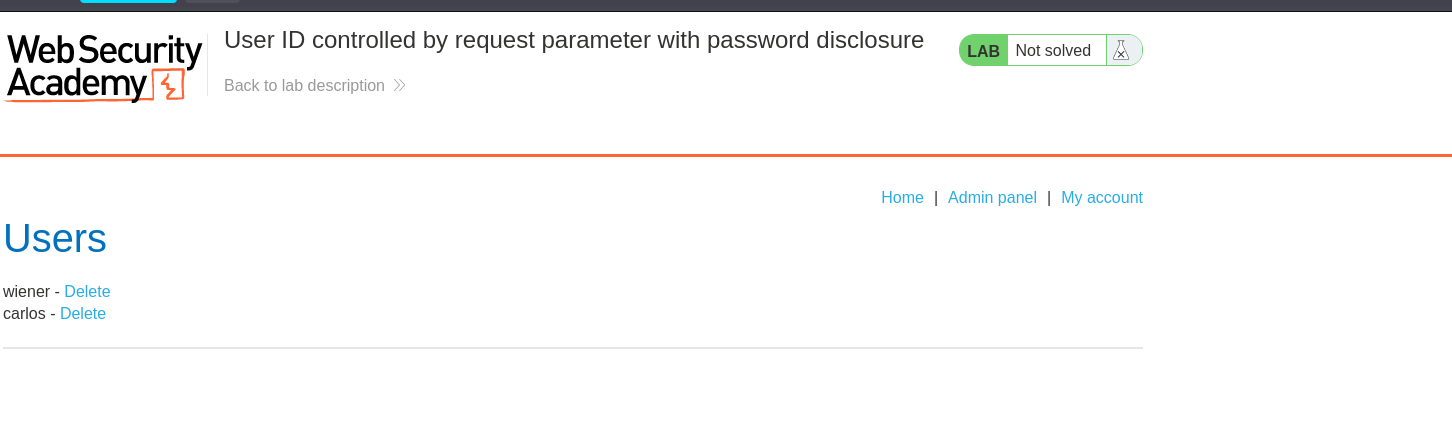 Web Security
Academy
User ID controlled by request parameter with password disclosure
Back to lab description
LAB Not solved
Home | Admin panel | My account
Users
wiener - Delete
carlos - Delete